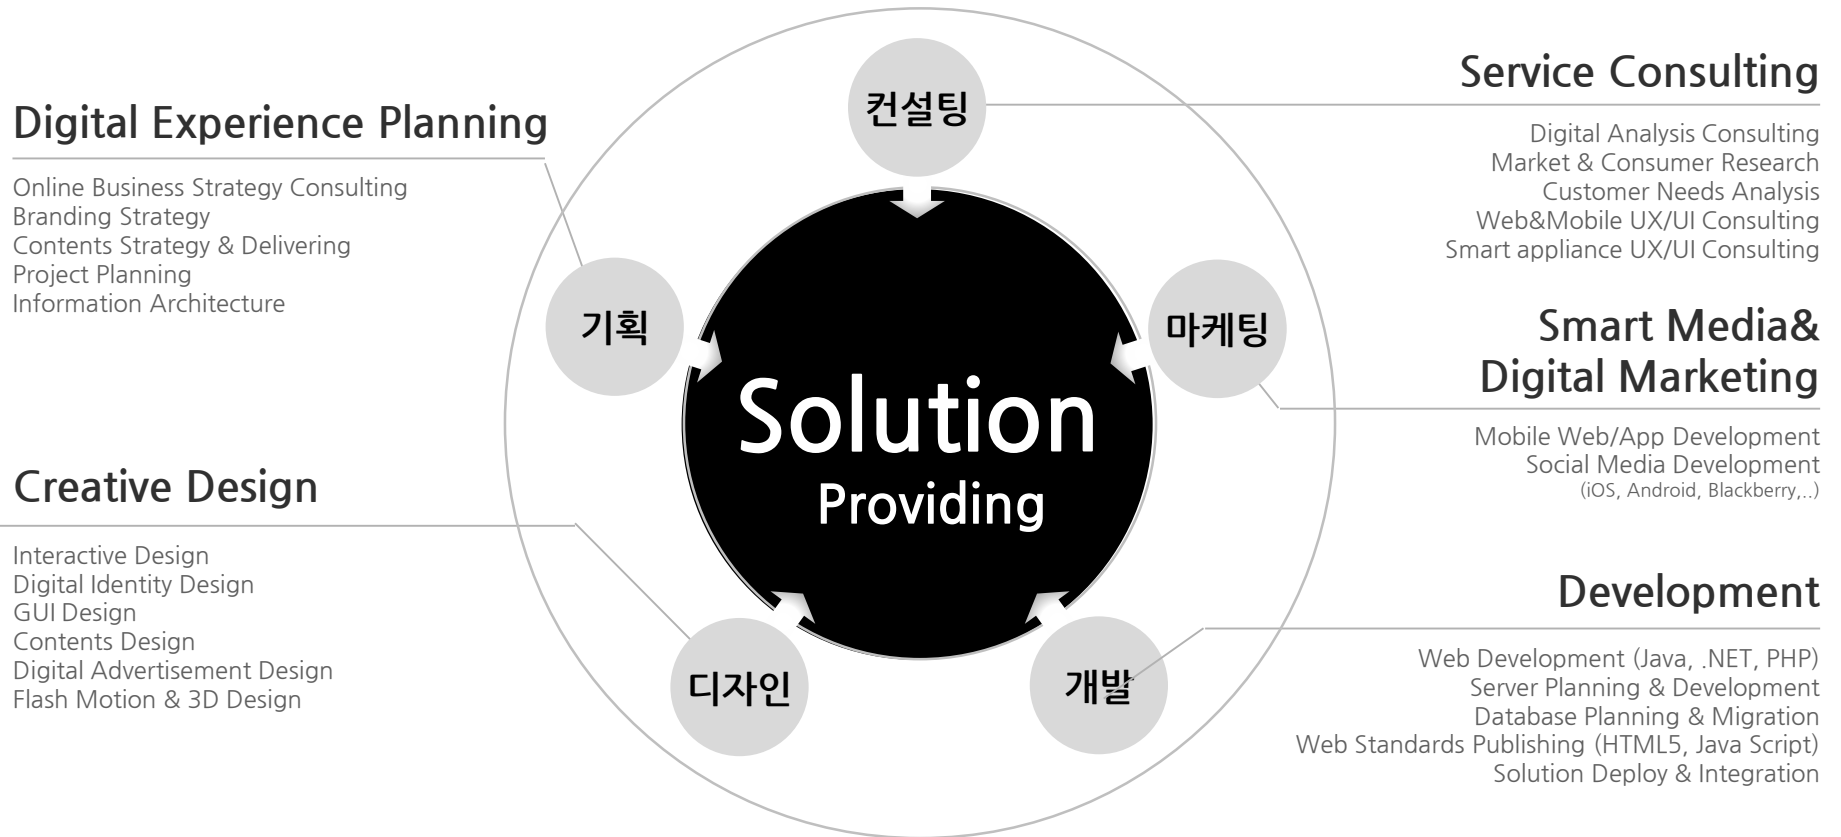 컨설팅
Service Consulting
Digital Analysis Consulting
Market & Consumer Research
Customer Needs Analysis
Web&Mobile UX/UI Consulting
Smart appliance UX/UI Consulting
Digital Experience Planning
Online Business Strategy Consulting
Branding Strategy
Contents Strategy & Delivering
Project Planning
Information Architecture
기획
마케팅
Smart Media&
Digital Marketing
Mobile Web/App Development
Social Media Development
(iOS, Android, Blackberry,..)
Solution
Providing
Creative Design
Interactive Design
Digital Identity Design
GUI Design
Contents Design
Digital Advertisement Design
Flash Motion & 3D Design
디자인
개발
Development
Web Development (Java, .NET, PHP)
Server Planning & Development
Database Planning & Migration
Web Standards Publishing (HTML5, Java Script)
Solution Deploy & Integration